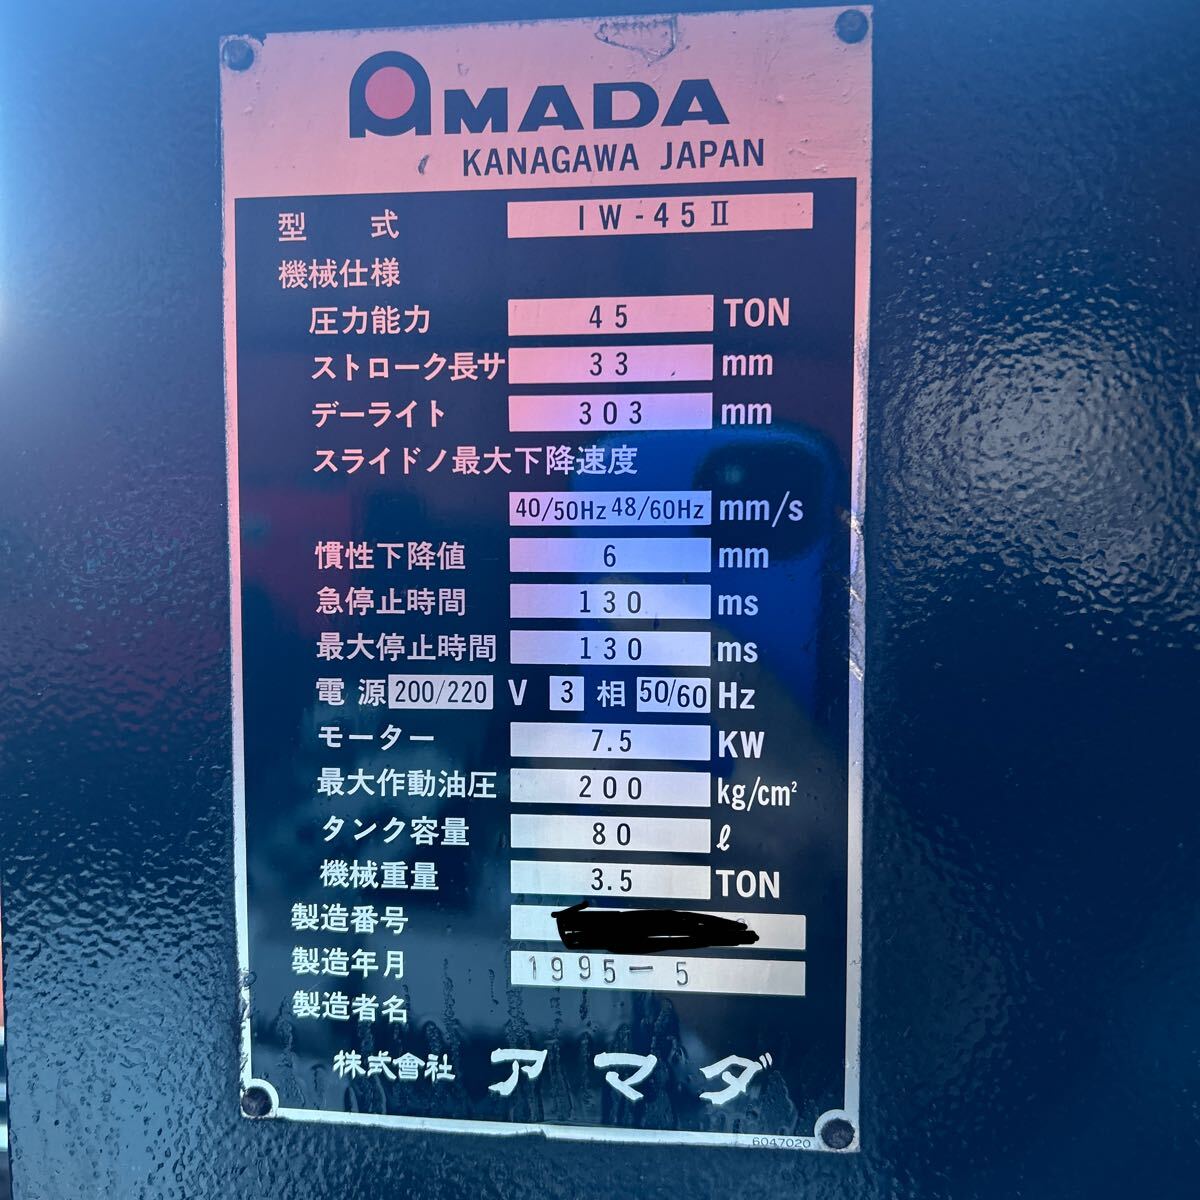 AMADA
KANAGAWA JAPAN
型 式 IW-45Ⅱ
機械仕様
圧力能力 45 TON
ストローク長サ 33 mm
デーライト 303 mm
スライドノ最大下降速度
40/50Hz 48/60Hz mm/s
慣性下降値 6 mm
急停止時間 130 ms
最大停止時間 130 ms
電源 200/220 V 3 相 50/60 Hz
モーター 7.5 KW
最大作動油圧 200 kg/cm²
タンク容量 80 ℓ
機械重量 3.5 TON
製造番号
製造年月 1995-5
製造者名
株式會社 アマダ
6047020